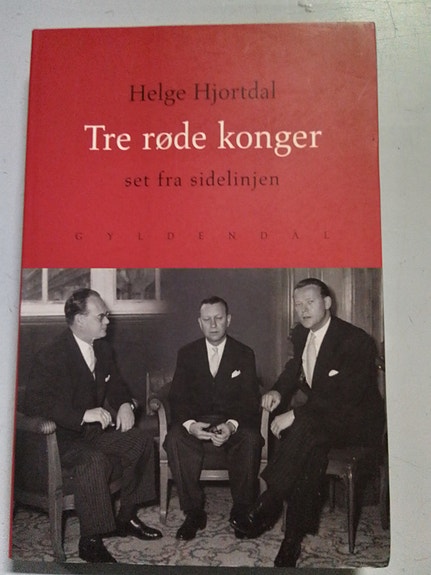 Helge Hjortdal
Tre røde konger
set fra sidelinjen
GYLDENDAL